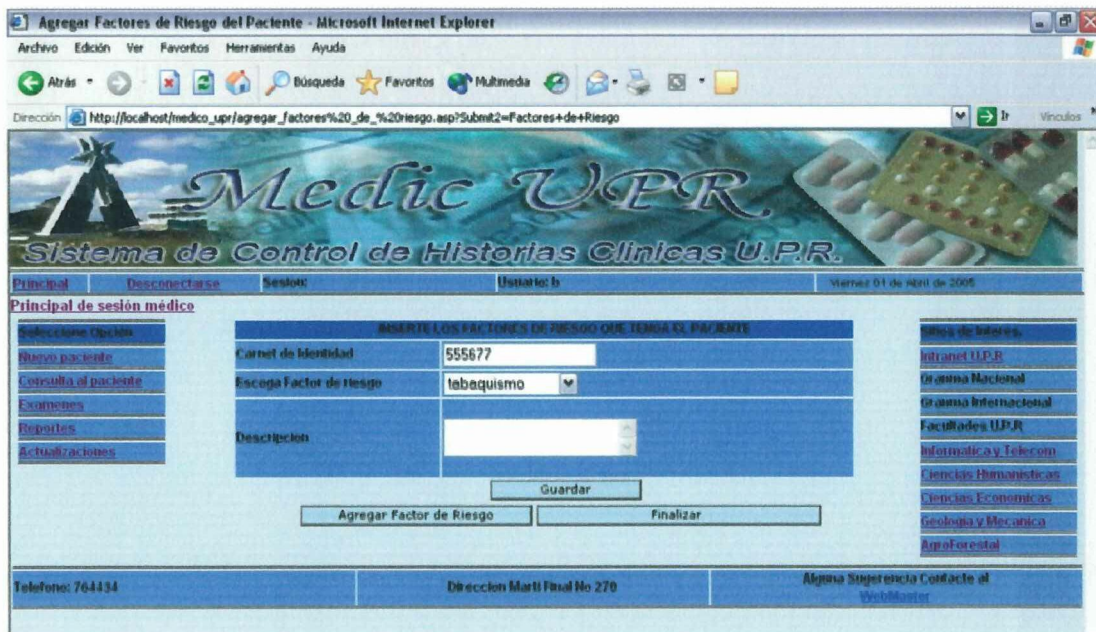 Agregar Factores de Riesgo del Paciente - Microsoft Internet Explorer
Archivo Edición Ver Favoritos Herramientas Ayuda
Atrás Búsqueda Favoritos Multimedia
Dirección http://localhost/medico_upr/agregar_factores%20_de_%20riesgo.asp?Submit2=Factores+de+Riesgo Ir Vínculos
Medic UPR
Sistema de Control de Historias Clinicas U.P.R.
Principal Desconectarse Sesion: Usuario: b Viernes 01 de Abril de 2005
Principal de sesión médico
Seleccione Opción
Nuevo paciente
Consulta al paciente
Examenes
Reportes
Actualizaciones
INSERTE LOS FACTORES DE RIESGO QUE TENGA EL PACIENTE
Carnet de Identidad 555677
Escoga Factor de riesgo tabaquismo
Descripcion
Guardar
Agregar Factor de Riesgo Finalizar
Sitios de Interes.
Intranet U.P.R
Granma Nacional
Granma Internacional
Facultades U.P.R
Informatica y Telecom
Ciencias Humanisticas
Ciencias Economicas
Geologia y Mecanica
AgroForestal
Telefono: 764434 Direccion Marti Final No 270 Alguna Sugerencia Contacte al
WebMaster